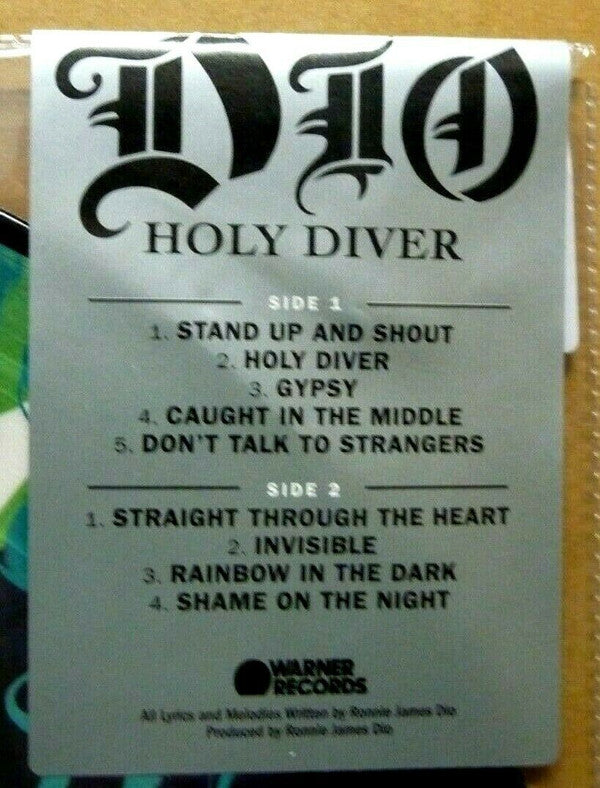 DIO
HOLY DIVER
SIDE 1
1. STAND UP AND SHOUT
2. HOLY DIVER
3. GYPSY
4. CAUGHT IN THE MIDDLE
5. DON'T TALK TO STRANGERS
SIDE 2
1. STRAIGHT THROUGH THE HEART
2. INVISIBLE
3. RAINBOW IN THE DARK
4. SHAME ON THE NIGHT
WARNER
RECORDS
All Lyrics and Melodies Written by Ronnie James Dio
Produced by Ronnie James Dio